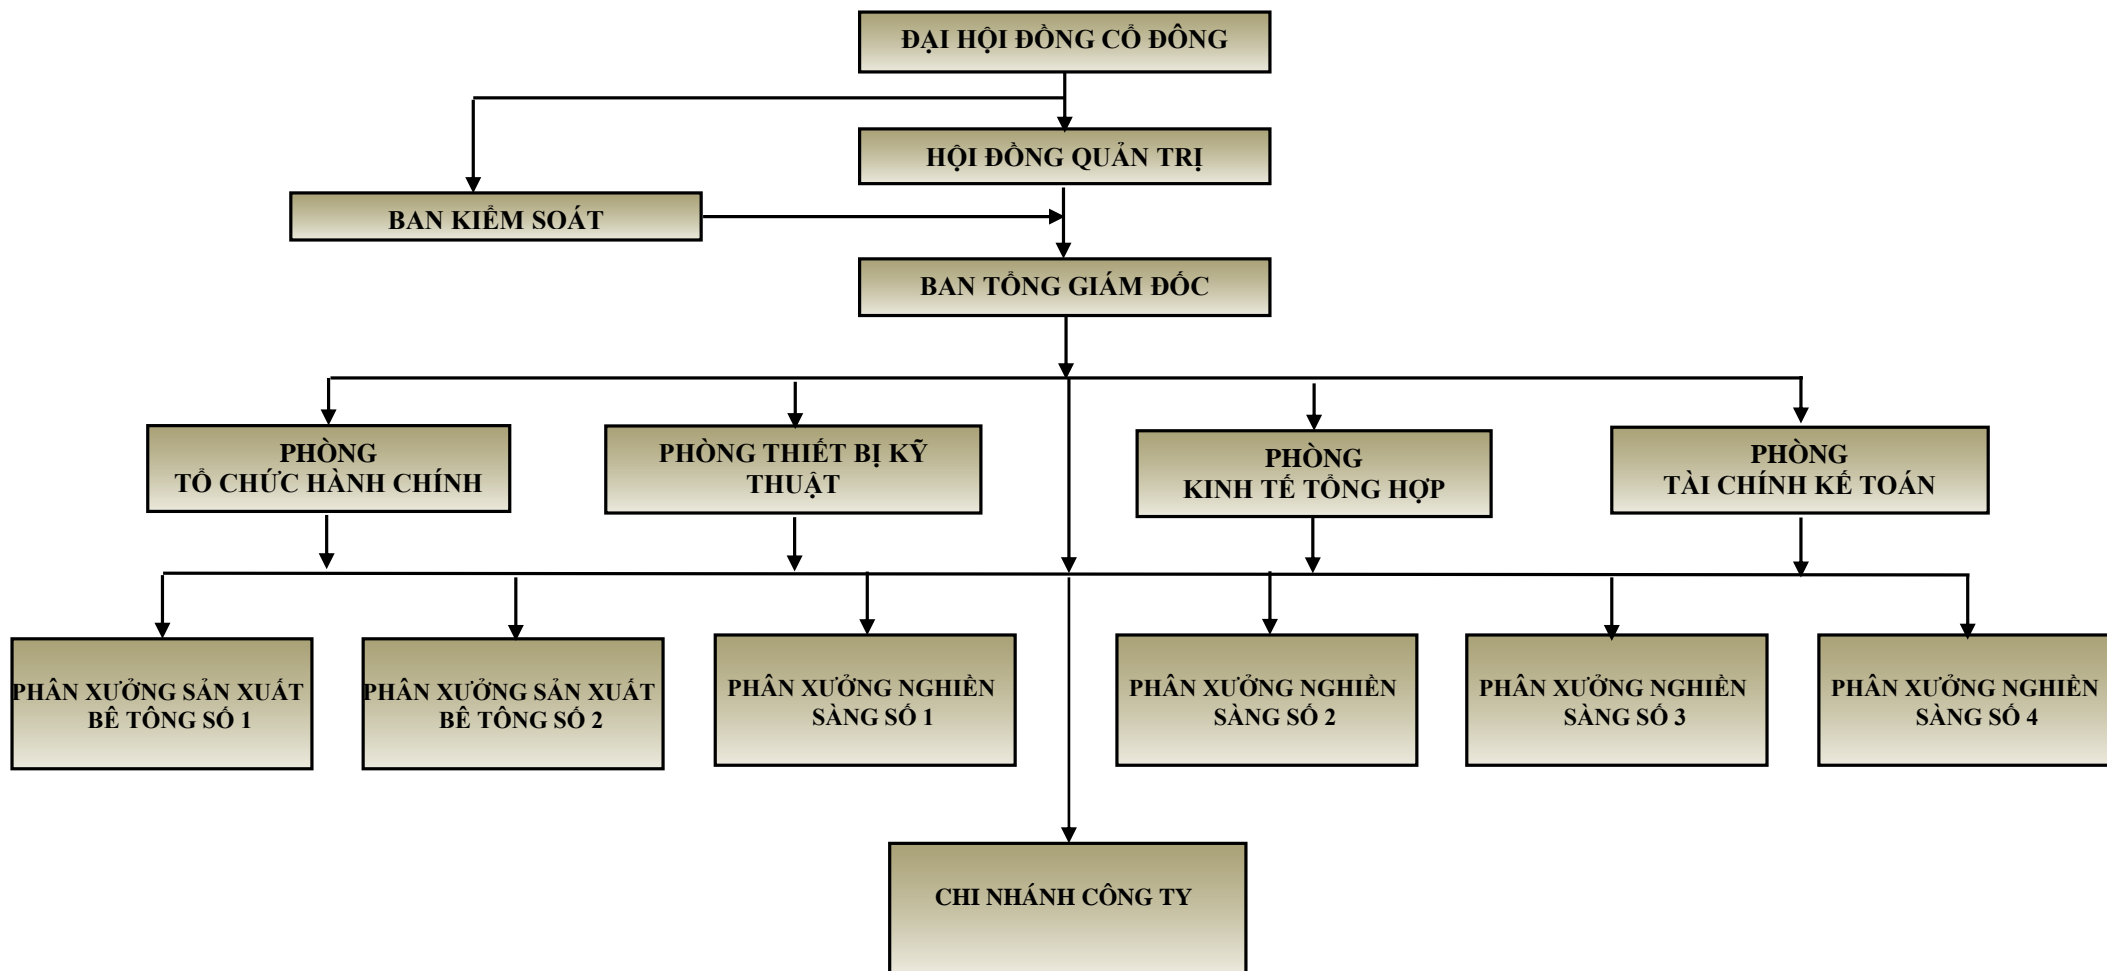 ĐẠI HỘI ĐỒNG CỔ ĐÔNG
HỘI ĐỒNG QUẢN TRỊ
BAN KIỂM SOÁT
BAN TỔNG GIÁM ĐỐC
PHÒNG
TỔ CHỨC HÀNH CHÍNH
PHÒNG THIẾT BỊ KỸ
THUẬT
PHÒNG
KINH TẾ TỔNG HỢP
PHÒNG
TÀI CHÍNH KẾ TOÁN
PHÂN XƯỞNG SẢN XUẤT
BÊ TÔNG SỐ 1
PHÂN XƯỞNG SẢN XUẤT
BÊ TÔNG SỐ 2
PHÂN XƯỞNG NGHIỀN
SÀNG SỐ 1
PHÂN XƯỞNG NGHIỀN
SÀNG SỐ 2
PHÂN XƯỞNG NGHIỀN
SÀNG SỐ 3
PHÂN XƯỞNG NGHIỀN
SÀNG SỐ 4
CHI NHÁNH CÔNG TY